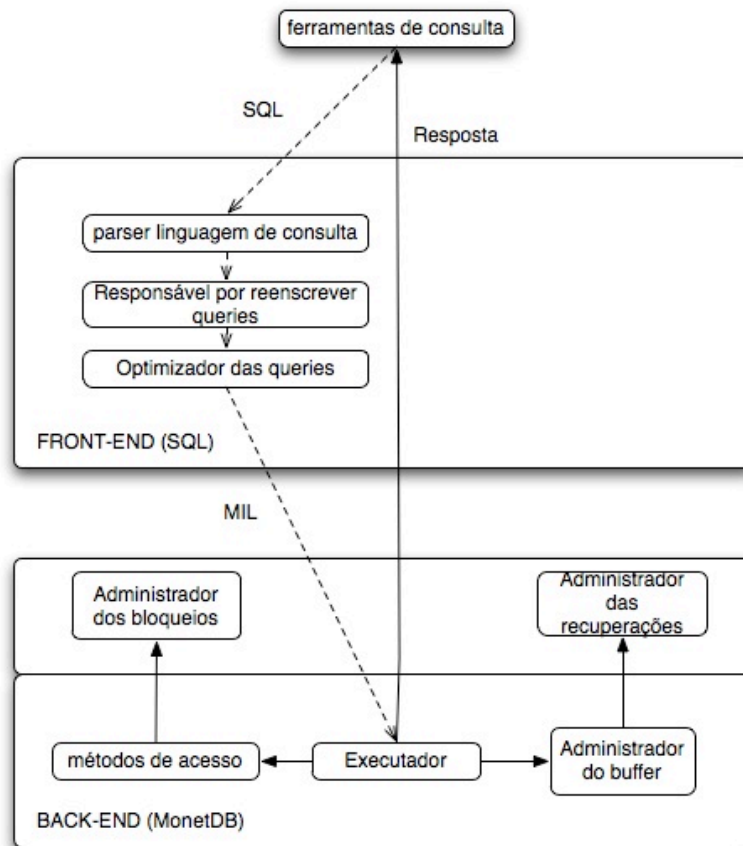 ferramentas de consulta
SQL
Resposta
parser linguagem de consulta
Responsável por reenscrever
queries
Optimizador das queries
FRONT-END (SQL)
MIL
Administrador
dos bloqueios
Administrador
das
recuperações
métodos de acesso
Executador
Administrador
do buffer
BACK-END (MonetDB)